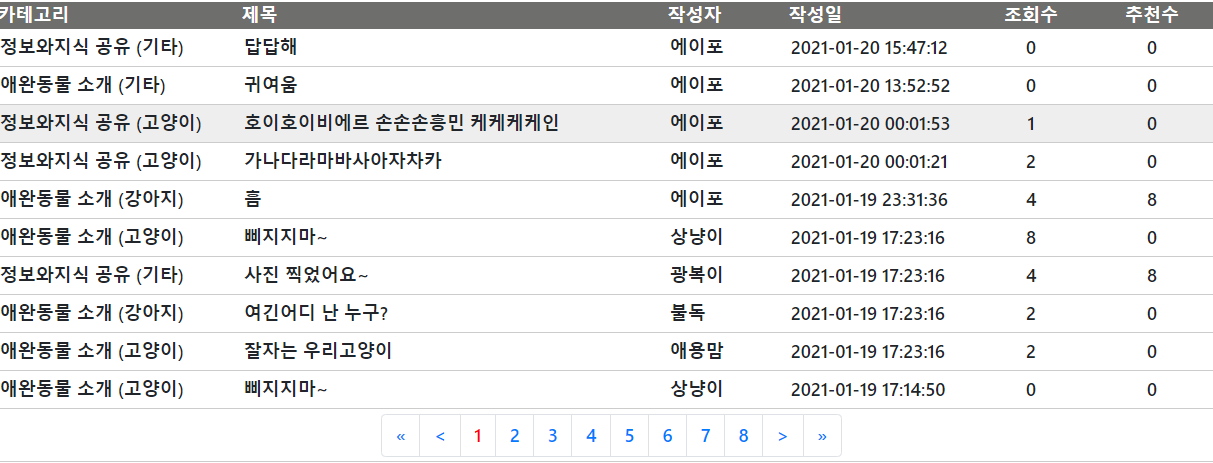 카테고리 제목 작성자 작성일 조회수 추천수
정보와지식 공유 (기타) 답답해 에이포 2021-01-20 15:47:12 0 0
애완동물 소개 (기타) 귀여움 에이포 2021-01-20 13:52:52 0 0
정보와지식 공유 (고양이) 호이호이비에르 손손손흥민 케케케케인 에이포 2021-01-20 00:01:53 1 0
정보와지식 공유 (고양이) 가나다라마바사아자차카 에이포 2021-01-20 00:01:21 2 0
애완동물 소개 (강아지) 흠 에이포 2021-01-19 23:31:36 4 8
애완동물 소개 (고양이) 삐지지마~ 상냥이 2021-01-19 17:23:16 8 0
정보와지식 공유 (기타) 사진 찍었어요~ 광복이 2021-01-19 17:23:16 4 8
애완동물 소개 (강아지) 여긴어디 난 누구? 불독 2021-01-19 17:23:16 2 0
애완동물 소개 (고양이) 잘자는 우리고양이 애용맘 2021-01-19 17:23:16 2 0
애완동물 소개 (고양이) 삐지지마~ 상냥이 2021-01-19 17:14:50 0 0
« < 1 2 3 4 5 6 7 8 > »